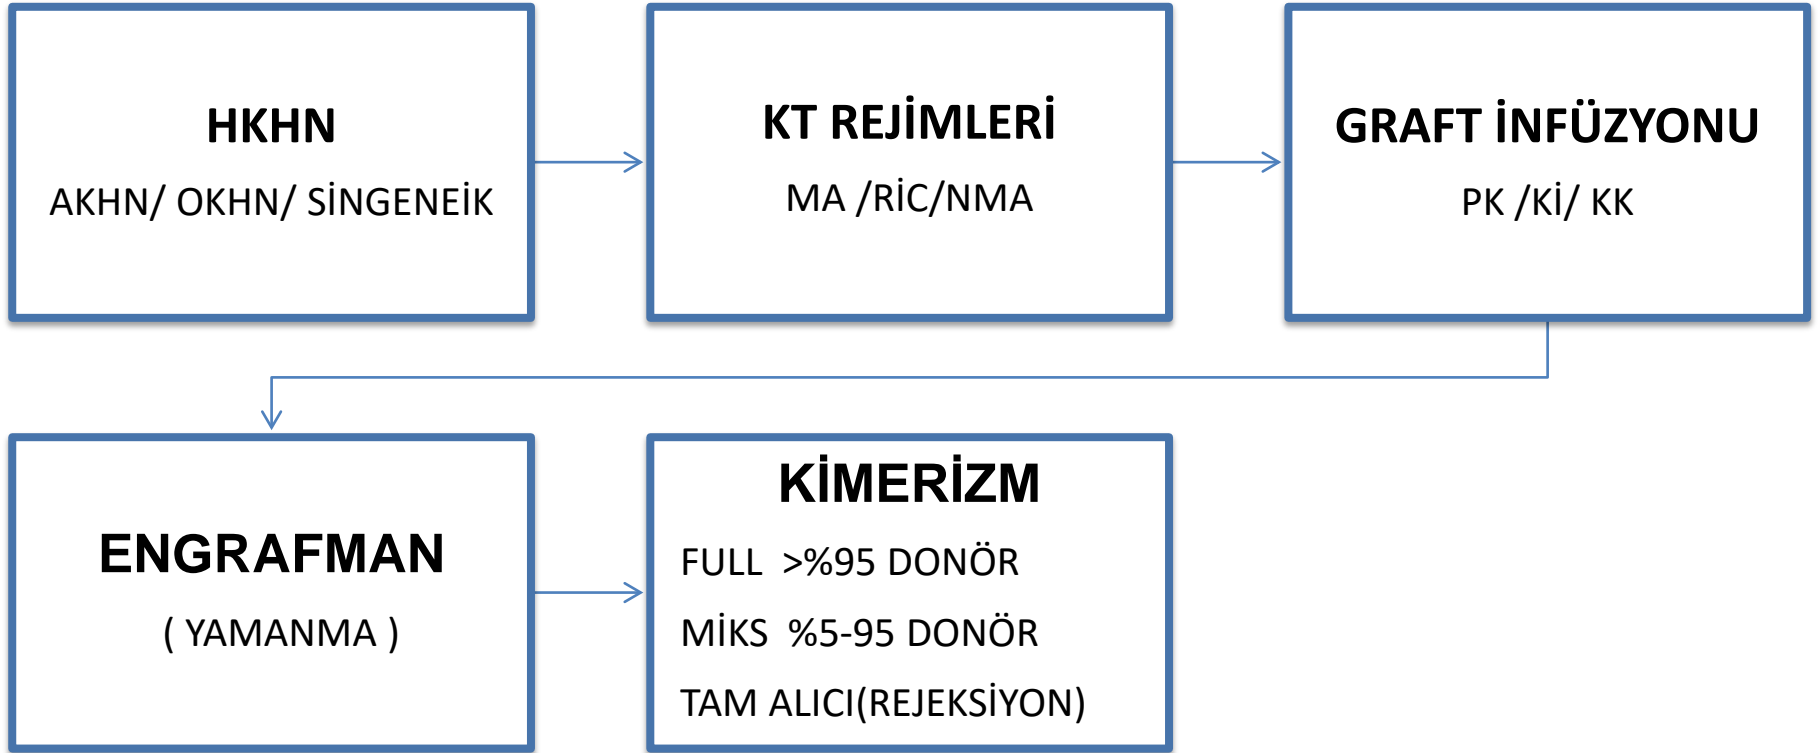 HKHN
AKHN/ OKHN/ SİNGENEİK
KT REJİMLERİ
MA /RİC/NMA
GRAFT İNFÜZYONU
PK /Kİ/ KK
ENGRAFMAN
( YAMANMA )
KİMERİZM
FULL  >%95 DONÖR
MİKS  %5-95 DONÖR
TAM ALICI(REJEKSİYON)